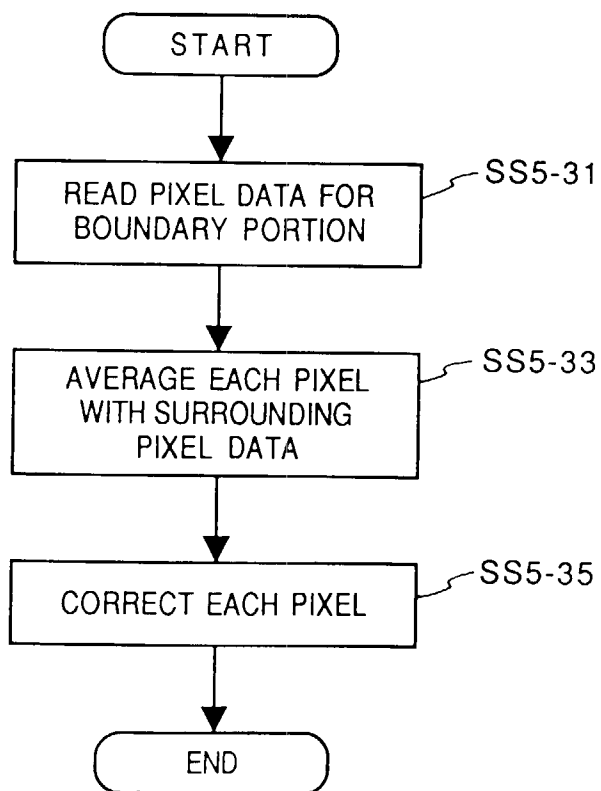 START
READ PIXEL DATA FOR
BOUNDARY PORTION
SS5-31
AVERAGE EACH PIXEL
WITH SURROUNDING
PIXEL DATA
SS5-33
CORRECT EACH PIXEL
SS5-35
END